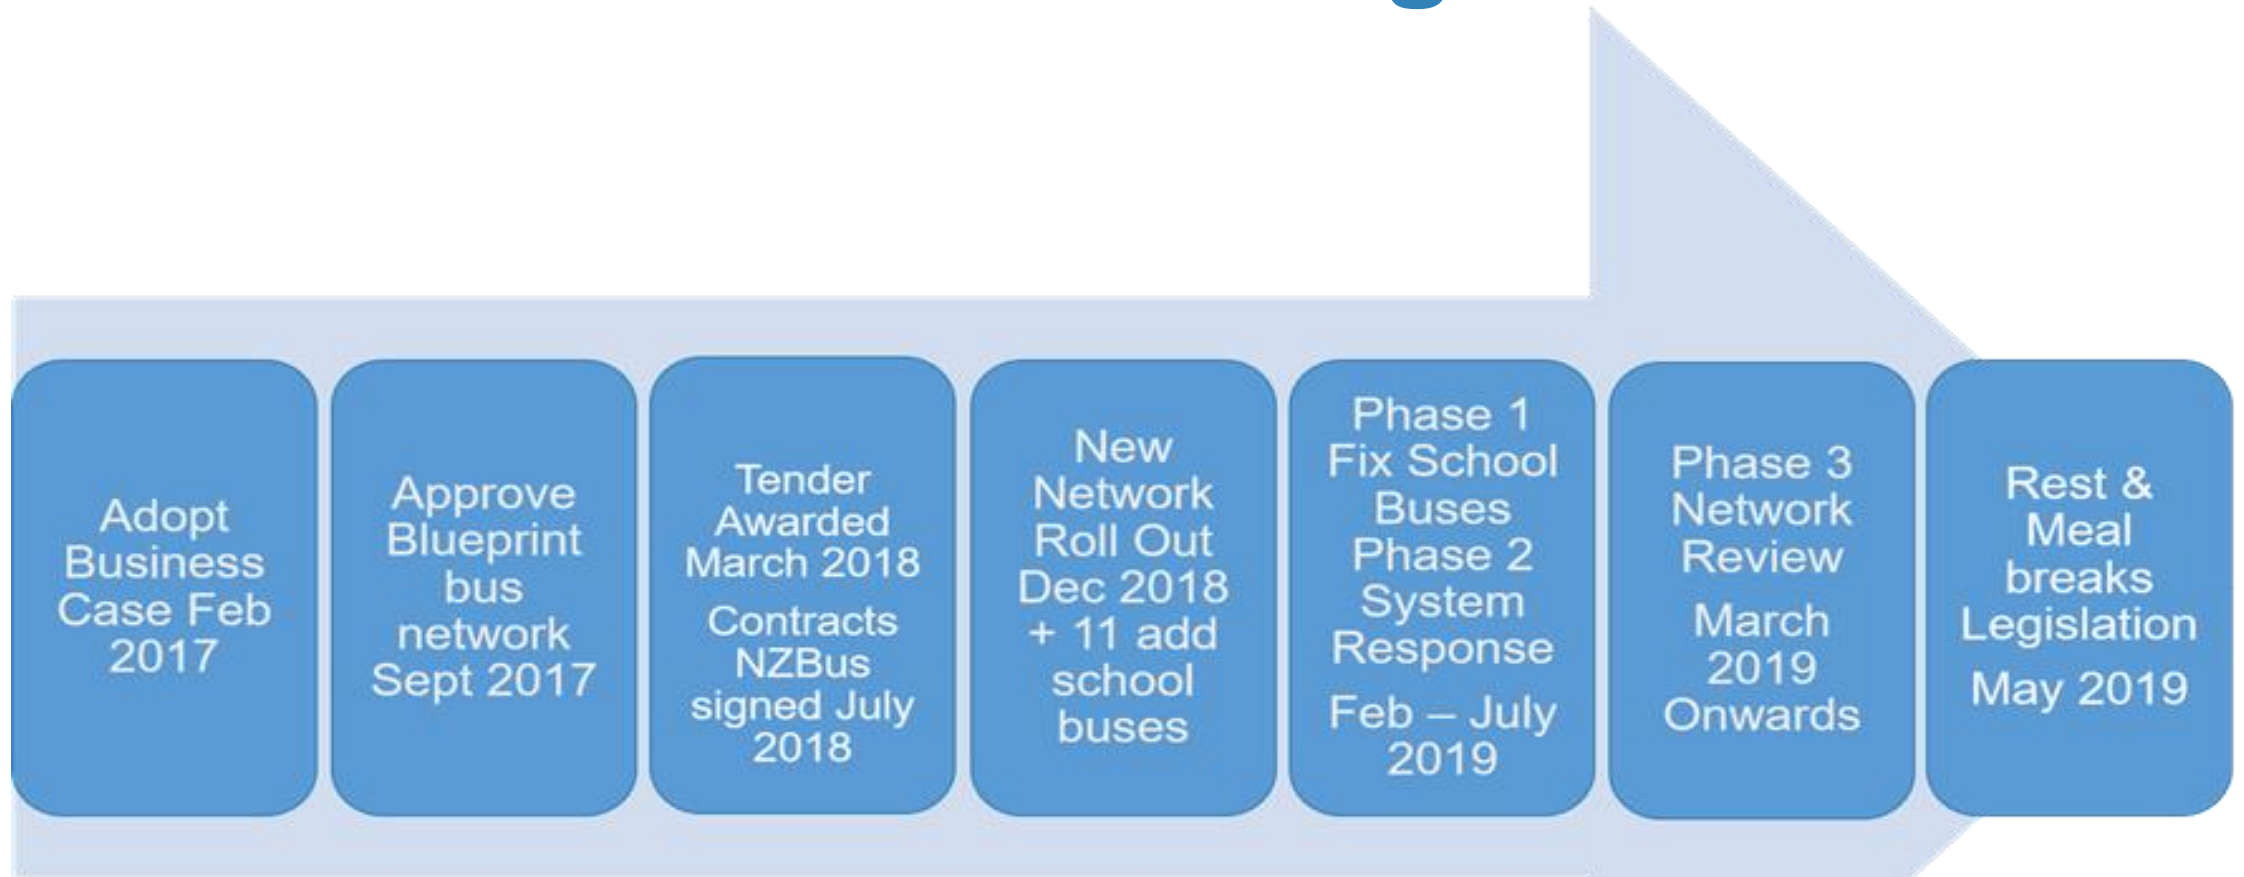 Adopt
Business
Case Feb
2017
Approve
Blueprint
bus
network
Sept 2017
Tender
Awarded
March 2018
Contracts
NZBus
signed July
2018
New
Network
Roll Out
Dec 2018
+ 11 add
school
buses
Phase 1
Fix School
Buses
Phase 2
System
Response
Feb – July
2019
Phase 3
Network
Review
March
2019
Onwards
Rest &
Meal
breaks
Legislation
May 2019